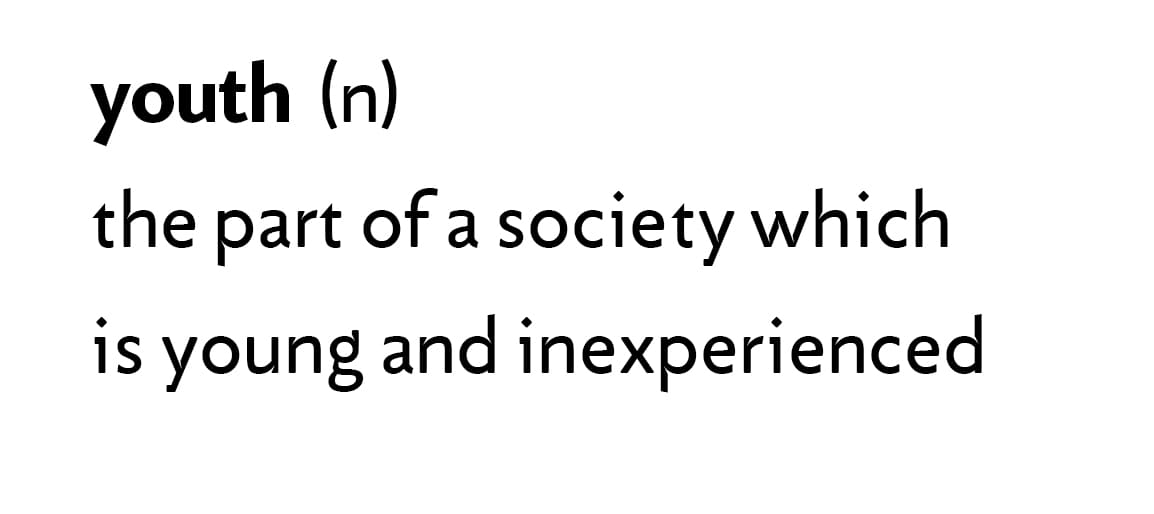 youth (n)
the part of a society which
is young and inexperienced